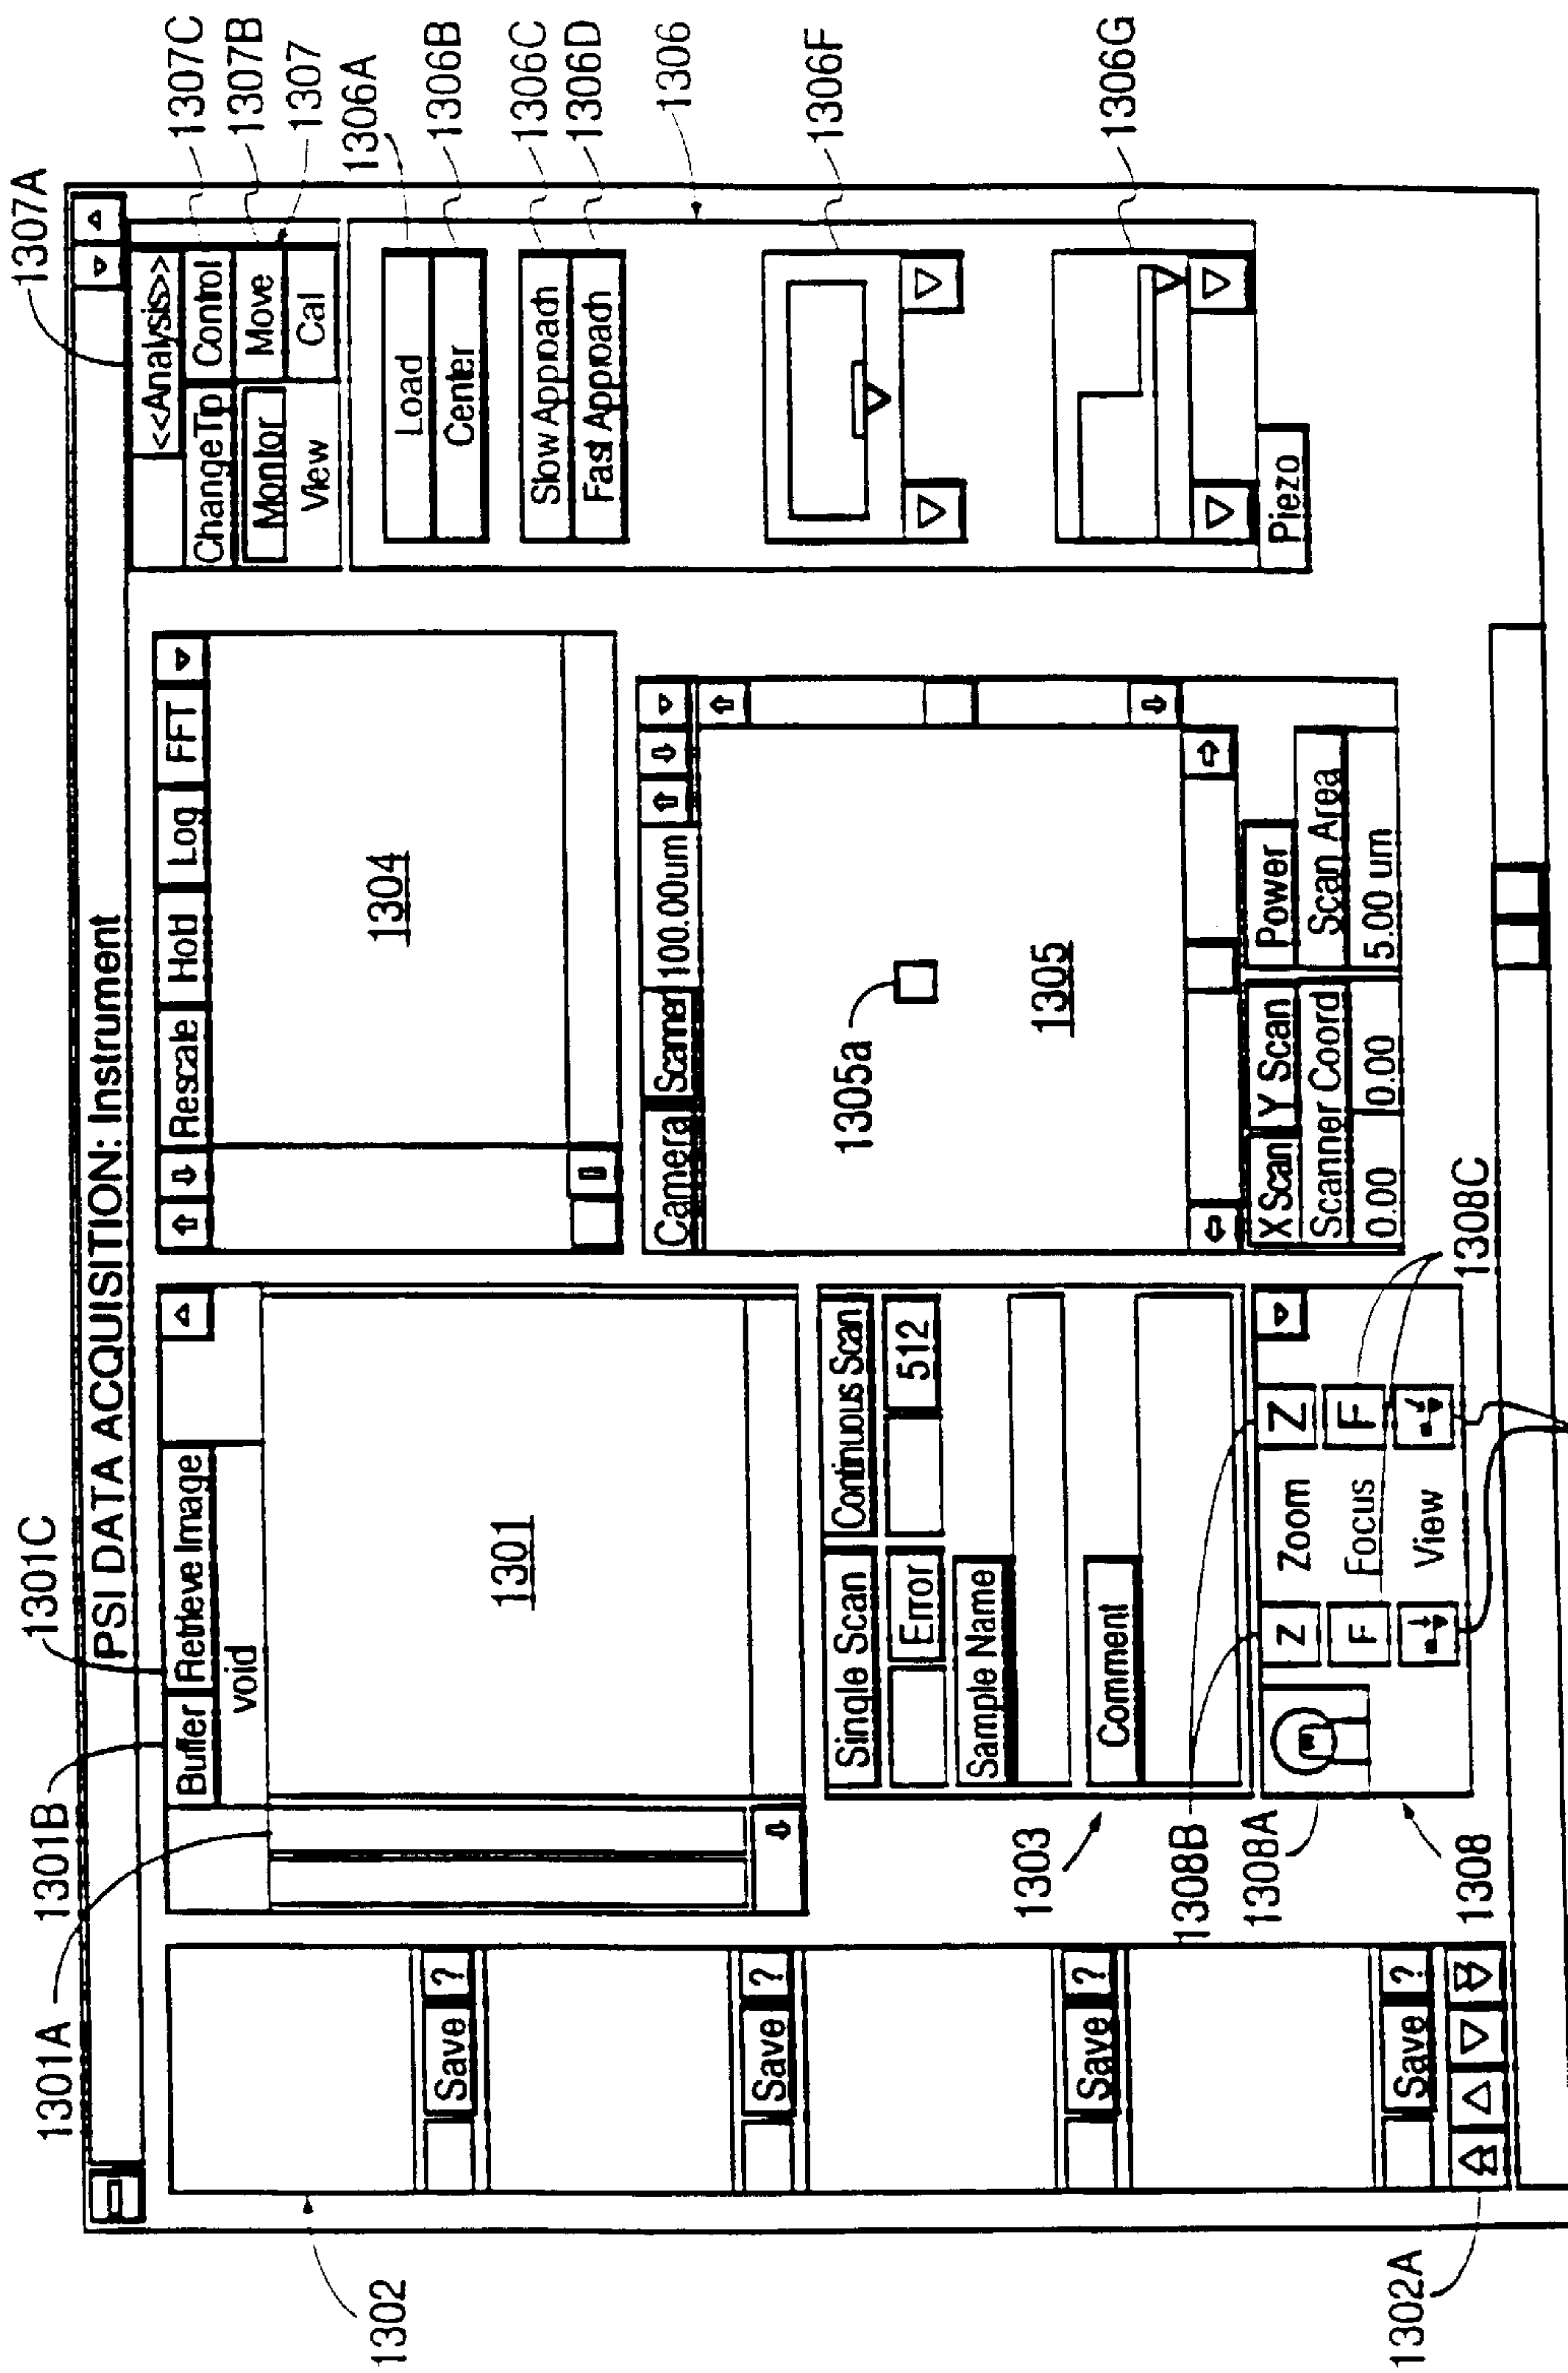 PSI DATA ACQUISITION: Instrument
1301A
1301B
1301C
1307A
1307C
1307B
1307
1306A
1306B
1306C
1306D
1306
1306F
1306G
1302
1302A
Save ?
Save ?
Save ?
Save ?
Buffer Retrieve Image
void
1301
Single Scan Continuous Scan
Error 512
Sample Name
Comment
1303
1308B
1308A
1308
Z Zoom Z
F Focus F
View
1308C
Rescale Hold Log FFT
1304
Camera Scanner 100.00um
1305a
1305
X Scan Y Scan Power
Scanner Coord Scan Area
0.00 0.00 5.00 um
<<Analysis>>
Change Tip Control
Monitor Move
View Cal
Load
Center
Slow Approach
Fast Approach
Piezo